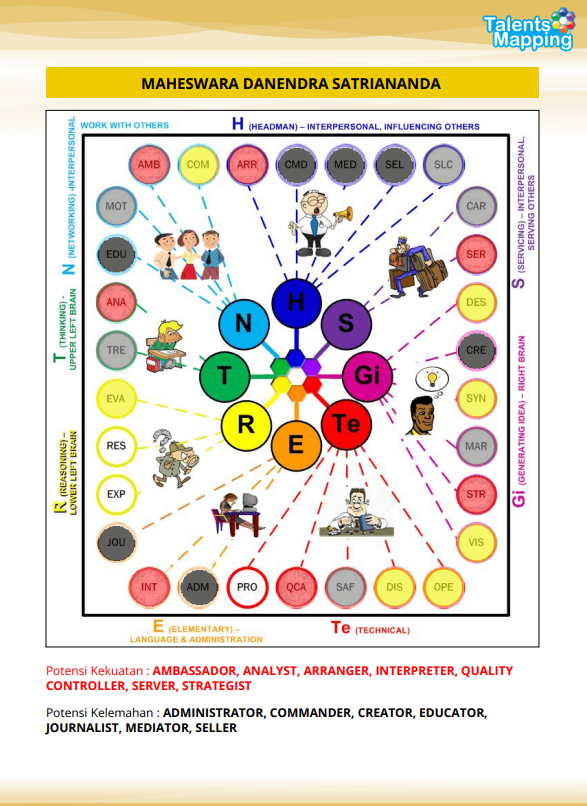 Talents
Mapping
MAHESWARA DANENDRA SATRIANANDA
WORK WITH OTHERS
H (HEADMAN) – INTERPERSONAL, INFLUENCING OTHERS
N (NETWORKING) -INTERPERSONAL
T (THINKING) -
UPPER LEFT BRAIN
R (REASONING) –
LOWER LEFT BRAIN
S (SERVICING) – INTERPERSONAL,
SERVING OTHERS
Gi (GENERATING IDEA) – RIGHT BRAIN
AMB
COM
ARR
CMD
MED
SEL
SLC
MOT
CAR
EDU
SER
ANA
DES
TRE
CRE
EVA
SYN
RES
MAR
EXP
STR
JOU
VIS
INT
ADM
PRO
QCA
SAF
DIS
OPE
H
N
S
T
Gi
R
Te
E
E (ELEMENTARY) –
LANGUAGE & ADMINISTRATION
Te (TECHNICAL)
Potensi Kekuatan : AMBASSADOR, ANALYST, ARRANGER, INTERPRETER, QUALITY
CONTROLLER, SERVER, STRATEGIST
Potensi Kelemahan : ADMINISTRATOR, COMMANDER, CREATOR, EDUCATOR,
JOURNALIST, MEDIATOR, SELLER